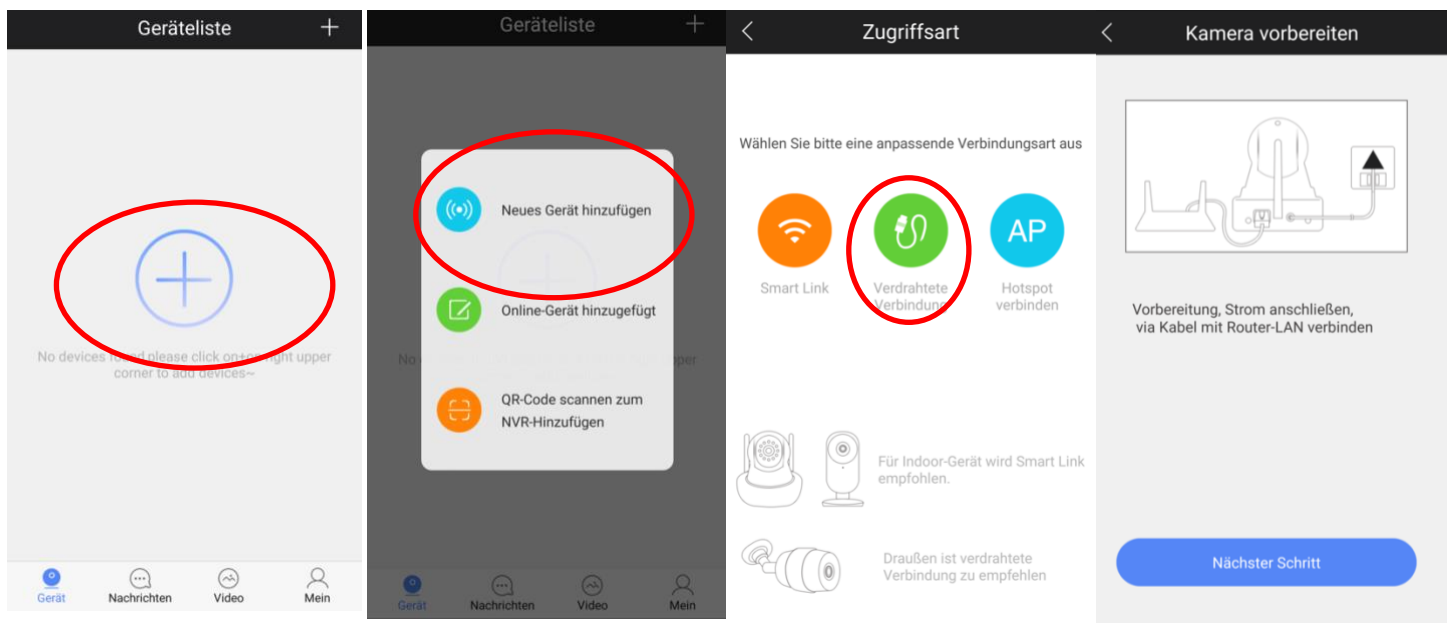 Geräteliste
No devices found please click on+on right upper
corner to add devices~
Gerät
Nachrichten
Video
Mein
Geräteliste
Neues Gerät hinzufügen
Online-Gerät hinzugefügt
No
QR-Code scannen zum
NVR-Hinzufügen
Gerät
Nachrichten
Video
Mein
Zugriffsart
Wählen Sie bitte eine anpassende Verbindungsart aus
AP
Smart Link
Verdrahtete
Verbindung
Hotspot
verbinden
Für Indoor-Gerät wird Smart Link
empfohlen.
Draußen ist verdrahtete
Verbindung zu empfehlen
Kamera vorbereiten
Vorbereitung, Strom anschließen,
via Kabel mit Router-LAN verbinden
Nächster Schritt